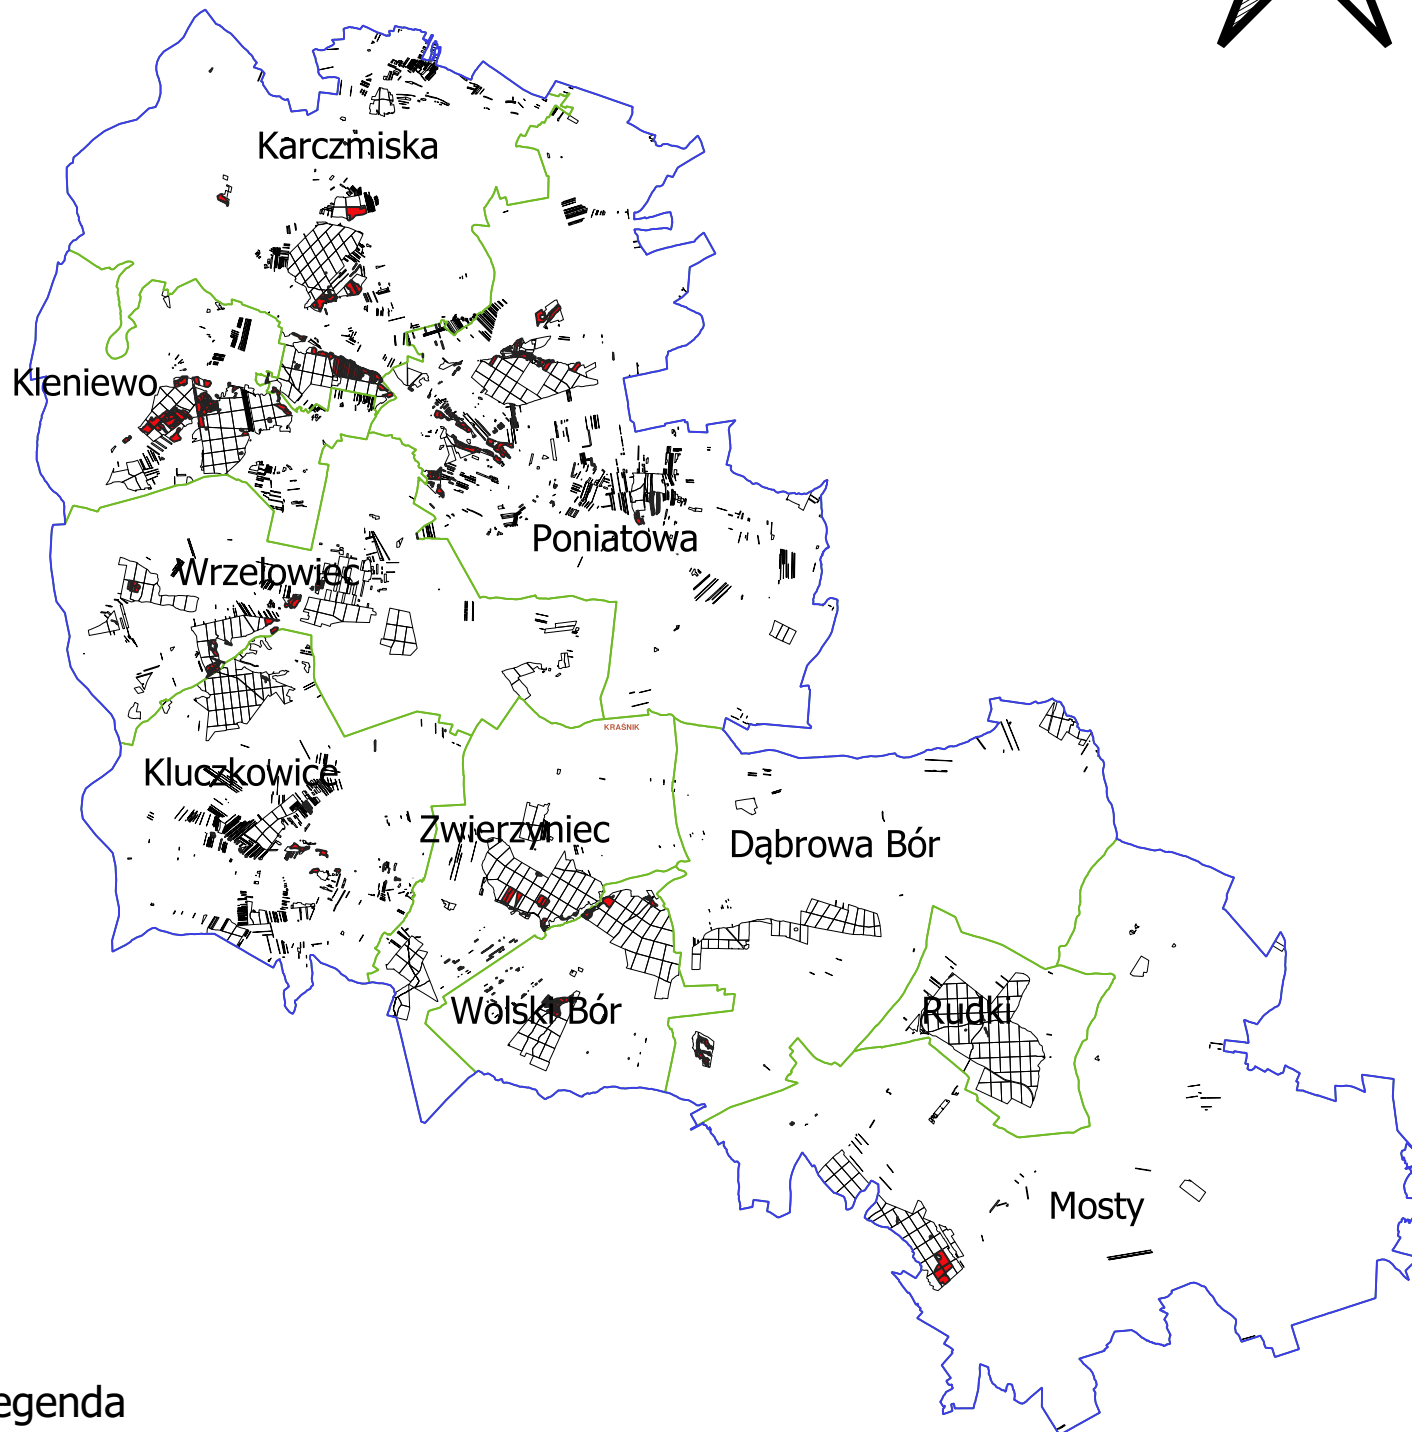 Karczmiska
Kleniewo
Poniatowa
Wrzelowiec
KRAŚNIK
Kluczkowice
Zwierzyniec
Dąbrowa Bór
Wolski Bór
Rudki
Mosty
egenda